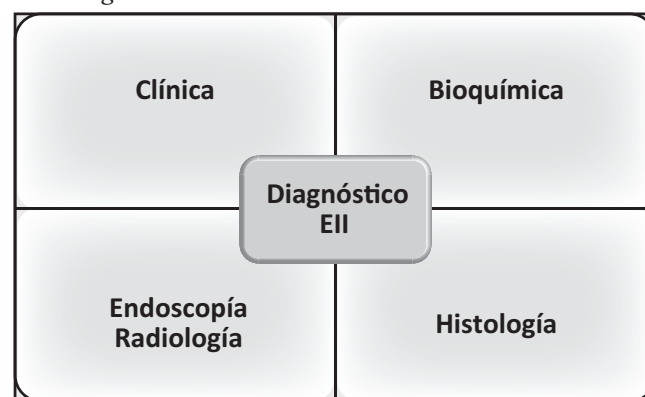 Clínica
Bioquímica
Diagnóstico
EII
Endoscopía
Radiología
Histología